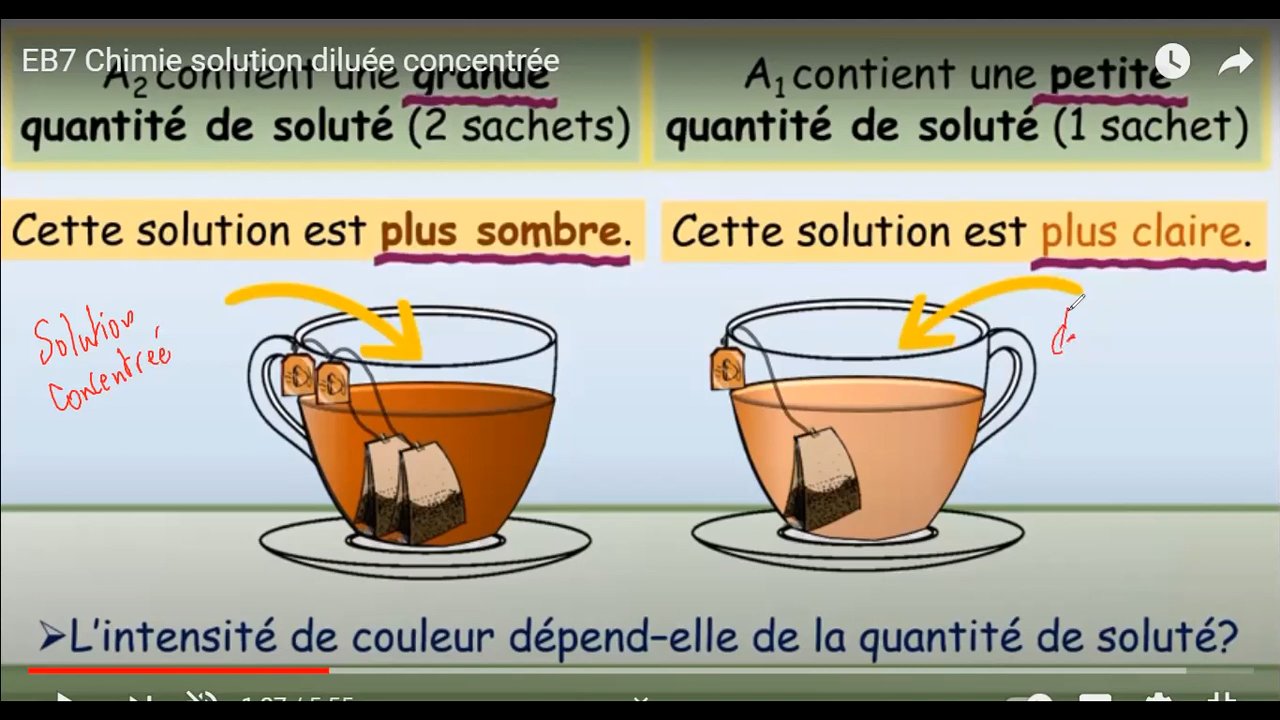 EB7 Chimie solution diluée concentrée
A2 contient une grande
quantité de soluté (2 sachets)
A1 contient une petite
quantité de soluté (1 sachet)
Cette solution est plus sombre.
Cette solution est plus claire.
Solution
Concentreé
➢L'intensité de couleur dépend-elle de la quantité de soluté?